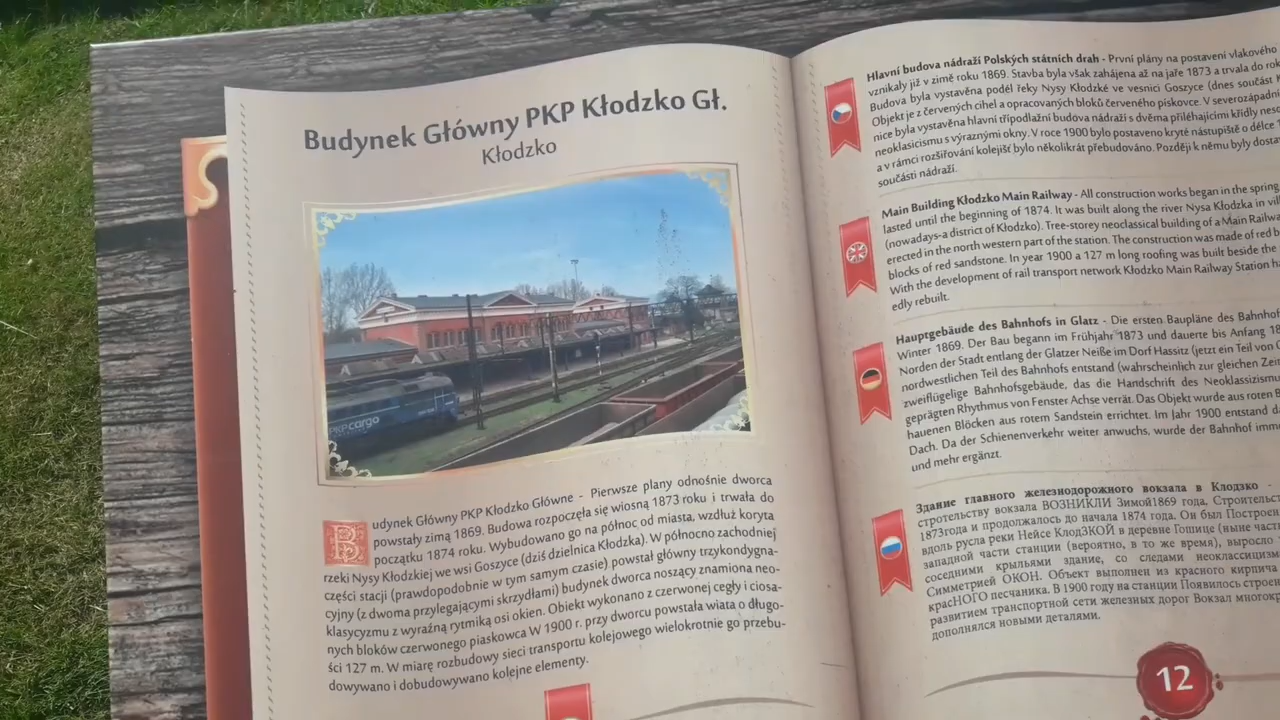 Budynek Główny PKP Kłodzko Gł.
Kłodzko
PKP cargo
Budynek Główny PKP Kłodzko Główne - Pierwsze plany odnośnie dworca
powstały zimą 1869. Budowa rozpoczęła się wiosną 1873 roku i trwała do
początku 1874 roku. Wybudowano go na północ od miasta, wzdłuż koryta
rzeki Nysy Kłodzkiej we wsi Goszyce (dziś dzielnica Kłodzka). W północno zachodniej
części stacji (prawdopodobnie w tym samym czasie) powstał główny trzykondygna-
cyjny (z dwoma przylegającymi skrzydłami) budynek dworca noszący znamiona neo-
klasycyzmu z wyraźną rytmiką osi okien. Obiekt wykonano z czerwonej cegły i ciosa-
nych bloków czerwonego piaskowca W 1900 r. przy dworcu powstała wiata o długo-
ści 127 m. W miarę rozbudowy sieci transportu kolejowego wielokrotnie go przebu-
dowywano i dobudowywano kolejne elementy.
Hlavní budova nádraží Polských státních drah - První plány na postavení vlakového
vznikaly již v zimě roku 1869. Stavba byla však zahájena až na jaře 1873 a trvala do
Budova byla vystavěna podél řeky Nysy Kłodzké ve vesnici Goszyce (dnes součást
Objekt je z červených cihel a opracovaných bloků červeného pískovce. V severozápadní
nice byla vystavěna hlavní třípodlažní budova nádraží s dvěma přiléhajícími křídly
neoklasicismu s výraznými okny. V roce 1900 bylo postaveno kryté nástupiště o délce
a v rámci rozšiřování kolejišť bylo několikrát přebudováno. Později k němu byly
součásti nádraží.
Main Building Kłodzko Main Railway - All construction works began in the spring
lasted until the beginning of 1874. It was built along the river Nysa Kłodzka in
(nowadays-a district of Kłodzko). Tree-storey neoclassical building of a Main
erected in the north western part of the station. The construction was made of red
blocks of red sandstone. In year 1900 a 127 m long roofing was built beside the
With the development of rail transport network Kłodzko Main Railway Station
edly rebuilt.
Hauptgebäude des Bahnhofs in Glatz - Die ersten Baupläne des
Winter 1869. Der Bau begann im Frühjahr 1873 und dauerte bis Anfang
Norden der Stadt entlang der Glatzer Neiße im Dorf Hassitz (jetzt ein Teil von
nordwestlichen Teil des Bahnhofs entstand (wahrscheinlich zur gleichen
zweiflügelige Bahnhofsgebäude, das die Handschrift des
geprägten Rhythmus von Fenster Achse verrät. Das Objekt wurde aus roten
hauenen Blöcken aus rotem Sandstein errichtet. Im Jahr 1900 entstand
Dach. Da der Schienenverkehr weiter anwuchs, wurde der Bahnhof
und mehr ergänzt.
Здание главного железнодорожного вокзала в Клодзко -
строительству вокзала ВОЗНИКЛИ Зимой1869 года.
1873года и продолжалось до начала 1874 года. Он был
вдоль русла реки Нейсе КлодЗКОЙ в деревне Гошице (ныне
западной части станции (вероятно, в то же время), выросло
соседними крыльями здание, со следами
Симметрией ОКОН. Объект выполнен из красного кирпича
красНОГО песчаника. В 1900 году на станции Появилось
развитием транспортной сети железных дорог Вокзал
дополнялся новыми деталями.
12